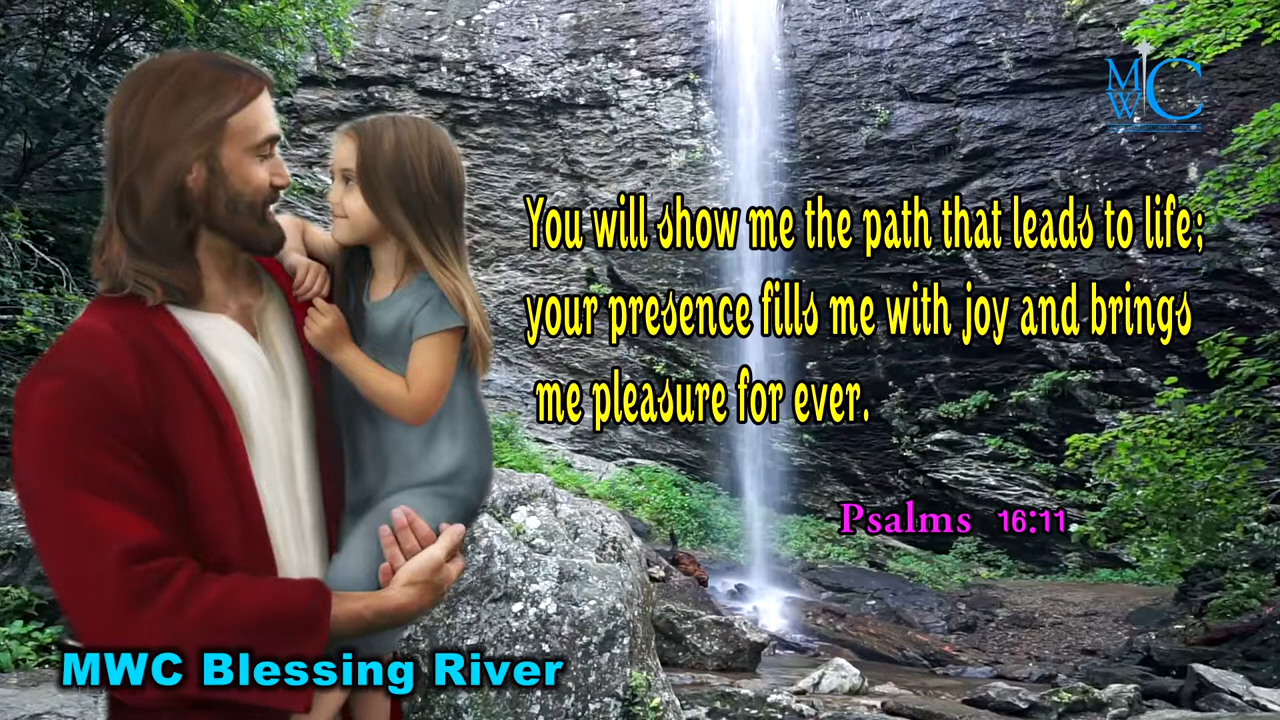 MWC
You will show me the path that leads to life;
your presence fills me with joy and brings
me pleasure for ever.
Psalms 16:11
MWC Blessing River